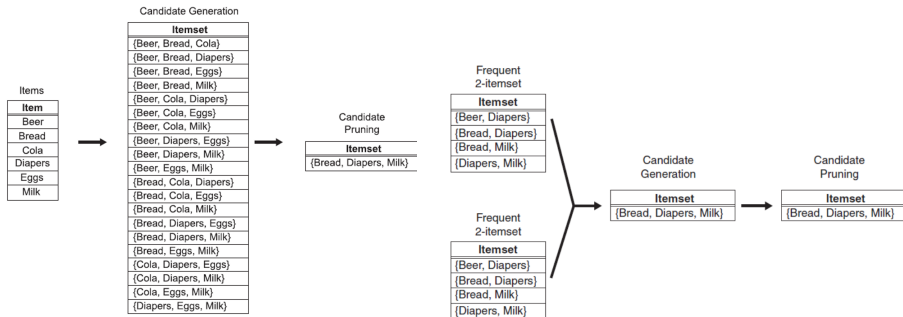 Candidate Generation
Itemset
{Beer, Bread, Cola}
{Beer, Bread, Diapers}
{Beer, Bread, Eggs}
{Beer, Bread, Milk}
{Beer, Cola, Diapers}
{Beer, Cola, Eggs}
{Beer, Cola, Milk}
{Beer, Diapers, Eggs}
{Beer, Diapers, Milk}
{Beer, Eggs, Milk}
{Bread, Cola, Diapers}
{Bread, Cola, Eggs}
{Bread, Cola, Milk}
{Bread, Diapers, Eggs}
{Bread, Diapers, Milk}
{Bread, Eggs, Milk}
{Cola, Diapers, Eggs}
{Cola, Diapers, Milk}
{Cola, Eggs, Milk}
{Diapers, Eggs, Milk}
Items
Item
Beer
Bread
Cola
Diapers
Eggs
Milk
Candidate
Pruning
Itemset
{Bread, Diapers, Milk}
Frequent
2-itemset
Itemset
{Beer, Diapers}
{Bread, Diapers}
{Bread, Milk}
{Diapers, Milk}
Frequent
2-itemset
Itemset
{Beer, Diapers}
{Bread, Diapers}
{Bread, Milk}
{Diapers, Milk}
Candidate
Generation
Itemset
{Bread, Diapers, Milk}
Candidate
Pruning
Itemset
{Bread, Diapers, Milk}